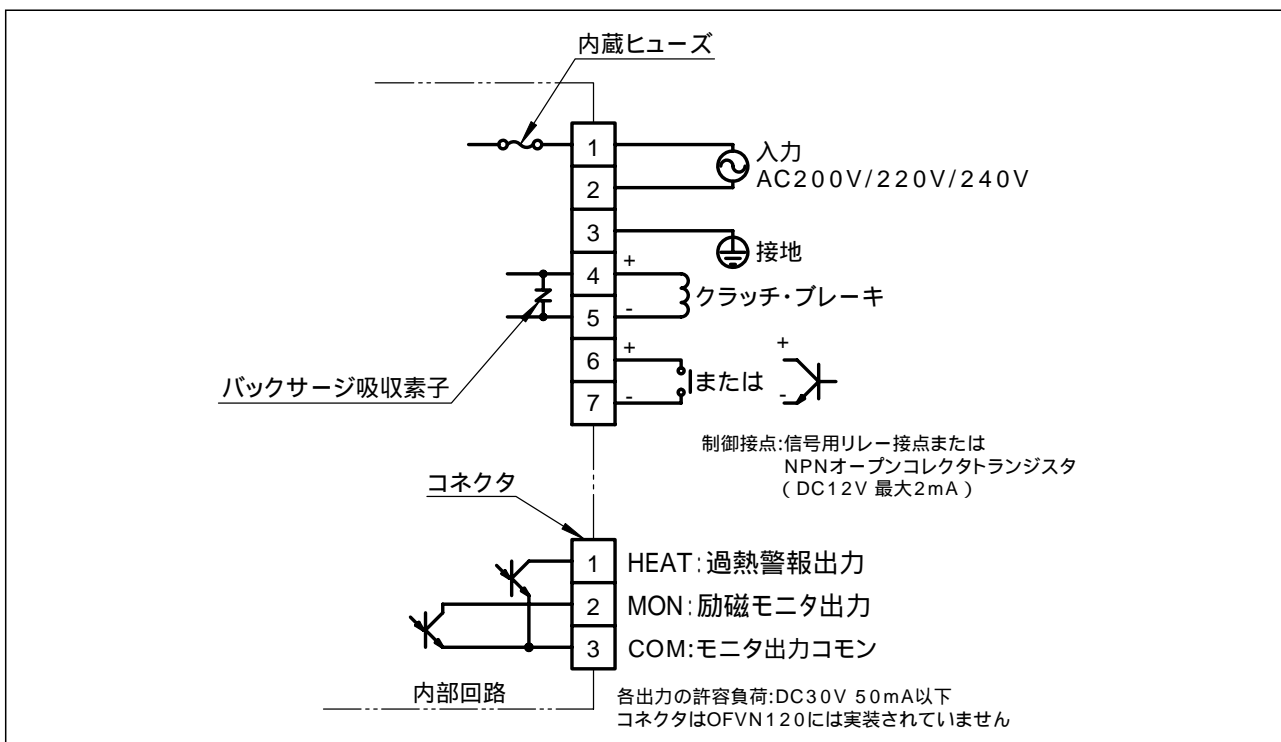 内蔵ヒューズ
1
入力
AC200V/220V/240V
2
3
接地
4
+
クラッチ・ブレーキ
5
-
バックサージ吸収素子
6
+
または
+
7
-
-
制御接点:信号用リレー接点または
NPNオープンコレクタトランジスタ
(DC12V 最大2mA)
コネクタ
1
HEAT:過熱警報出力
2
MON:励磁モニタ出力
3
COM:モニタ出力コモン
内部回路
各出力の許容負荷:DC30V 50mA以下
コネクタはOFVN120には実装されていません